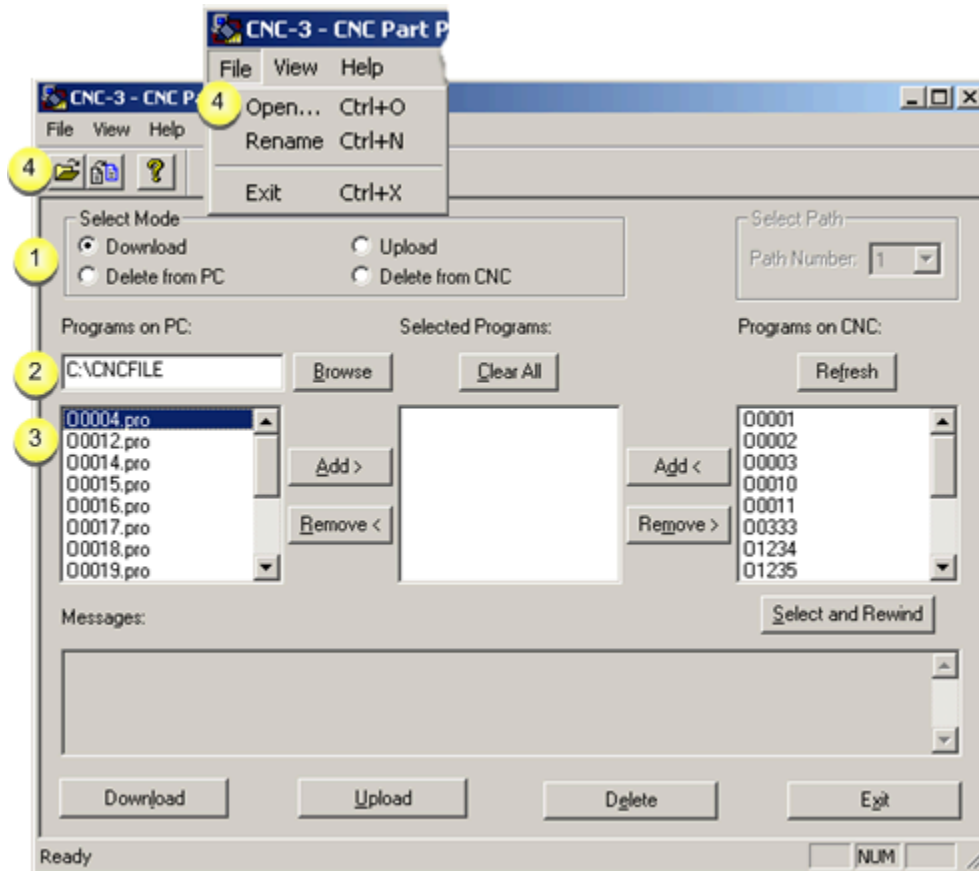 CNC-3 - CNC Part P
File View Help
4 Open... Ctrl+O
Rename Ctrl+N
Exit Ctrl+X
CNC-3 - CNC P
File View Help
4
Select Mode
1
Download
Upload
Delete from PC
Delete from CNC
Select Path
Path Number: 1
Programs on PC:
Selected Programs:
Programs on CNC:
2
C:\CNCFILE
Browse
Clear All
Refresh
3
O0004.pro
O0012.pro
O0014.pro
O0015.pro
O0016.pro
O0017.pro
O0018.pro
O0019.pro
Add >
Remove <
Add <
Remove >
O0001
O0002
O0003
O0010
O0011
O0333
O1234
O1235
Messages:
Select and Rewind
Download
Upload
Delete
Exit
Ready
NUM